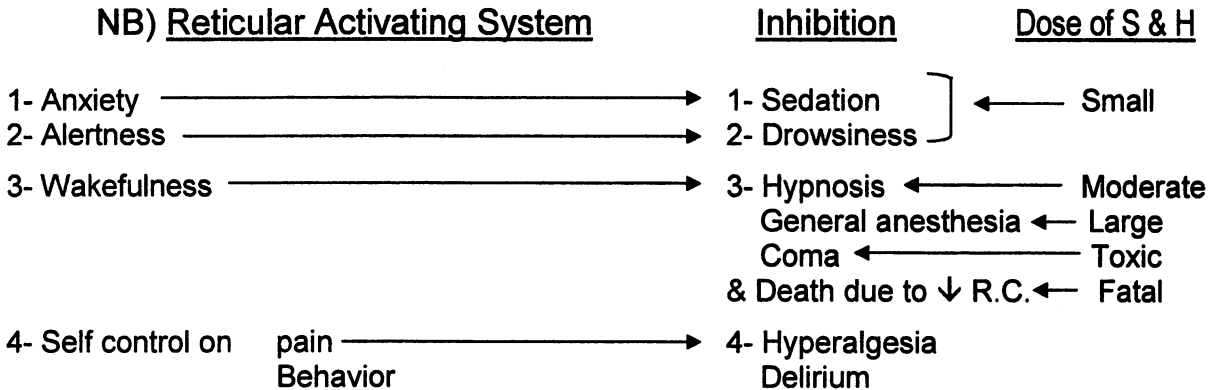 NB) Reticular Activating System Inhibition Dose of S & H
1- Anxiety 1- Sedation Small
2- Alertness 2- Drowsiness
3- Wakefulness 3- Hypnosis Moderate
General anesthesia Large
Coma Toxic
& Death due to ↓ R.C. Fatal
4- Self control on pain 4- Hyperalgesia
Behavior Delirium